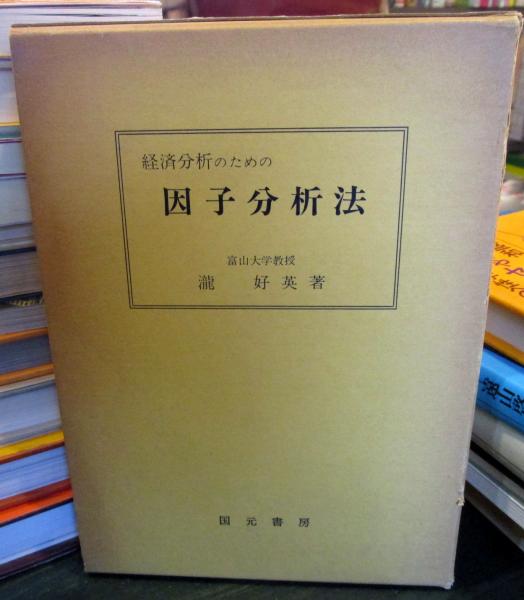 経済分析のための
因子分析法
富山大学教授
瀧 好英著
国元書房